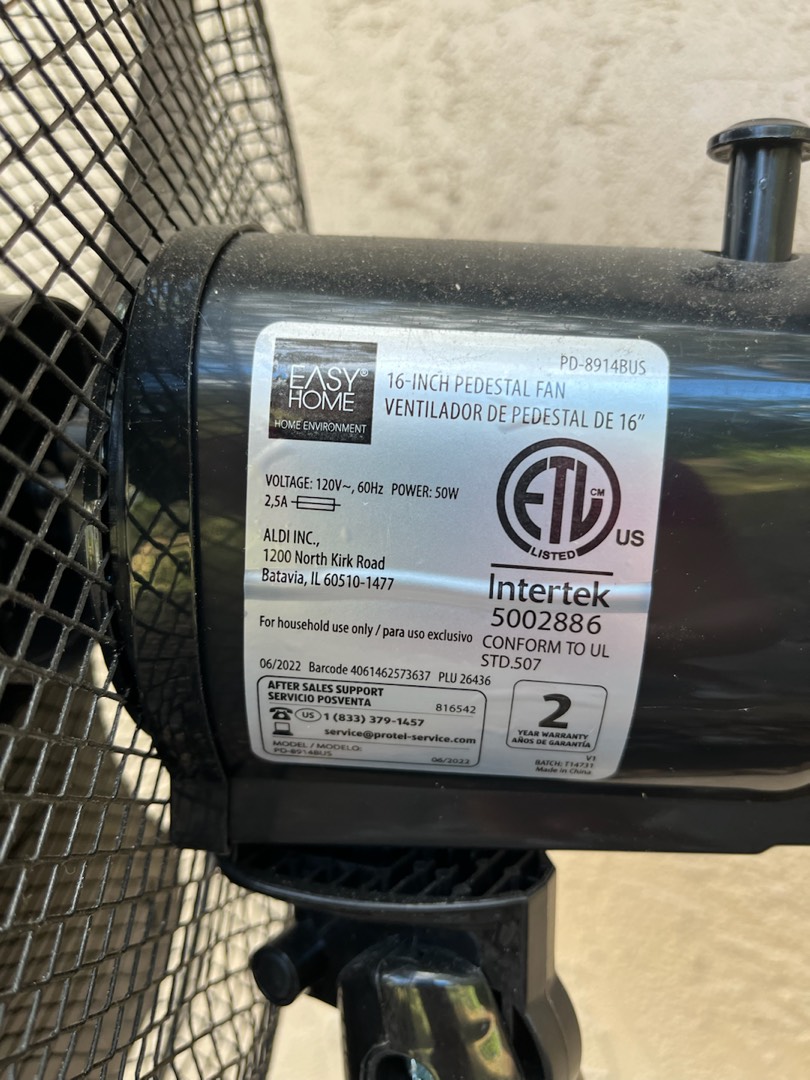 PD-8914BUS
EASY®
HOME
HOME ENVIRONMENT
16-INCH PEDESTAL FAN
VENTILADOR DE PEDESTAL DE 16"
VOLTAGE: 120V~, 60Hz POWER: 50W
2,5A
ALDI INC.,
1200 North Kirk Road
Batavia, IL 60510-1477
ETL CM
LISTED
US
Intertek
5002886
CONFORM TO UL
STD.507
For household use only / para uso exclusivo
06/2022 Barcode 4061462573637 PLU 26436
AFTER SALES SUPPORT
SERVICIO POSVENTA
816542
US 1 (833) 379-1457
service@protel-service.com
MODEL / MODELO:
PD-8914BUS
06/2022
2
YEAR WARRANTY
AÑOS DE GARANTÍA
V1
BATCH: T14731
Made in China